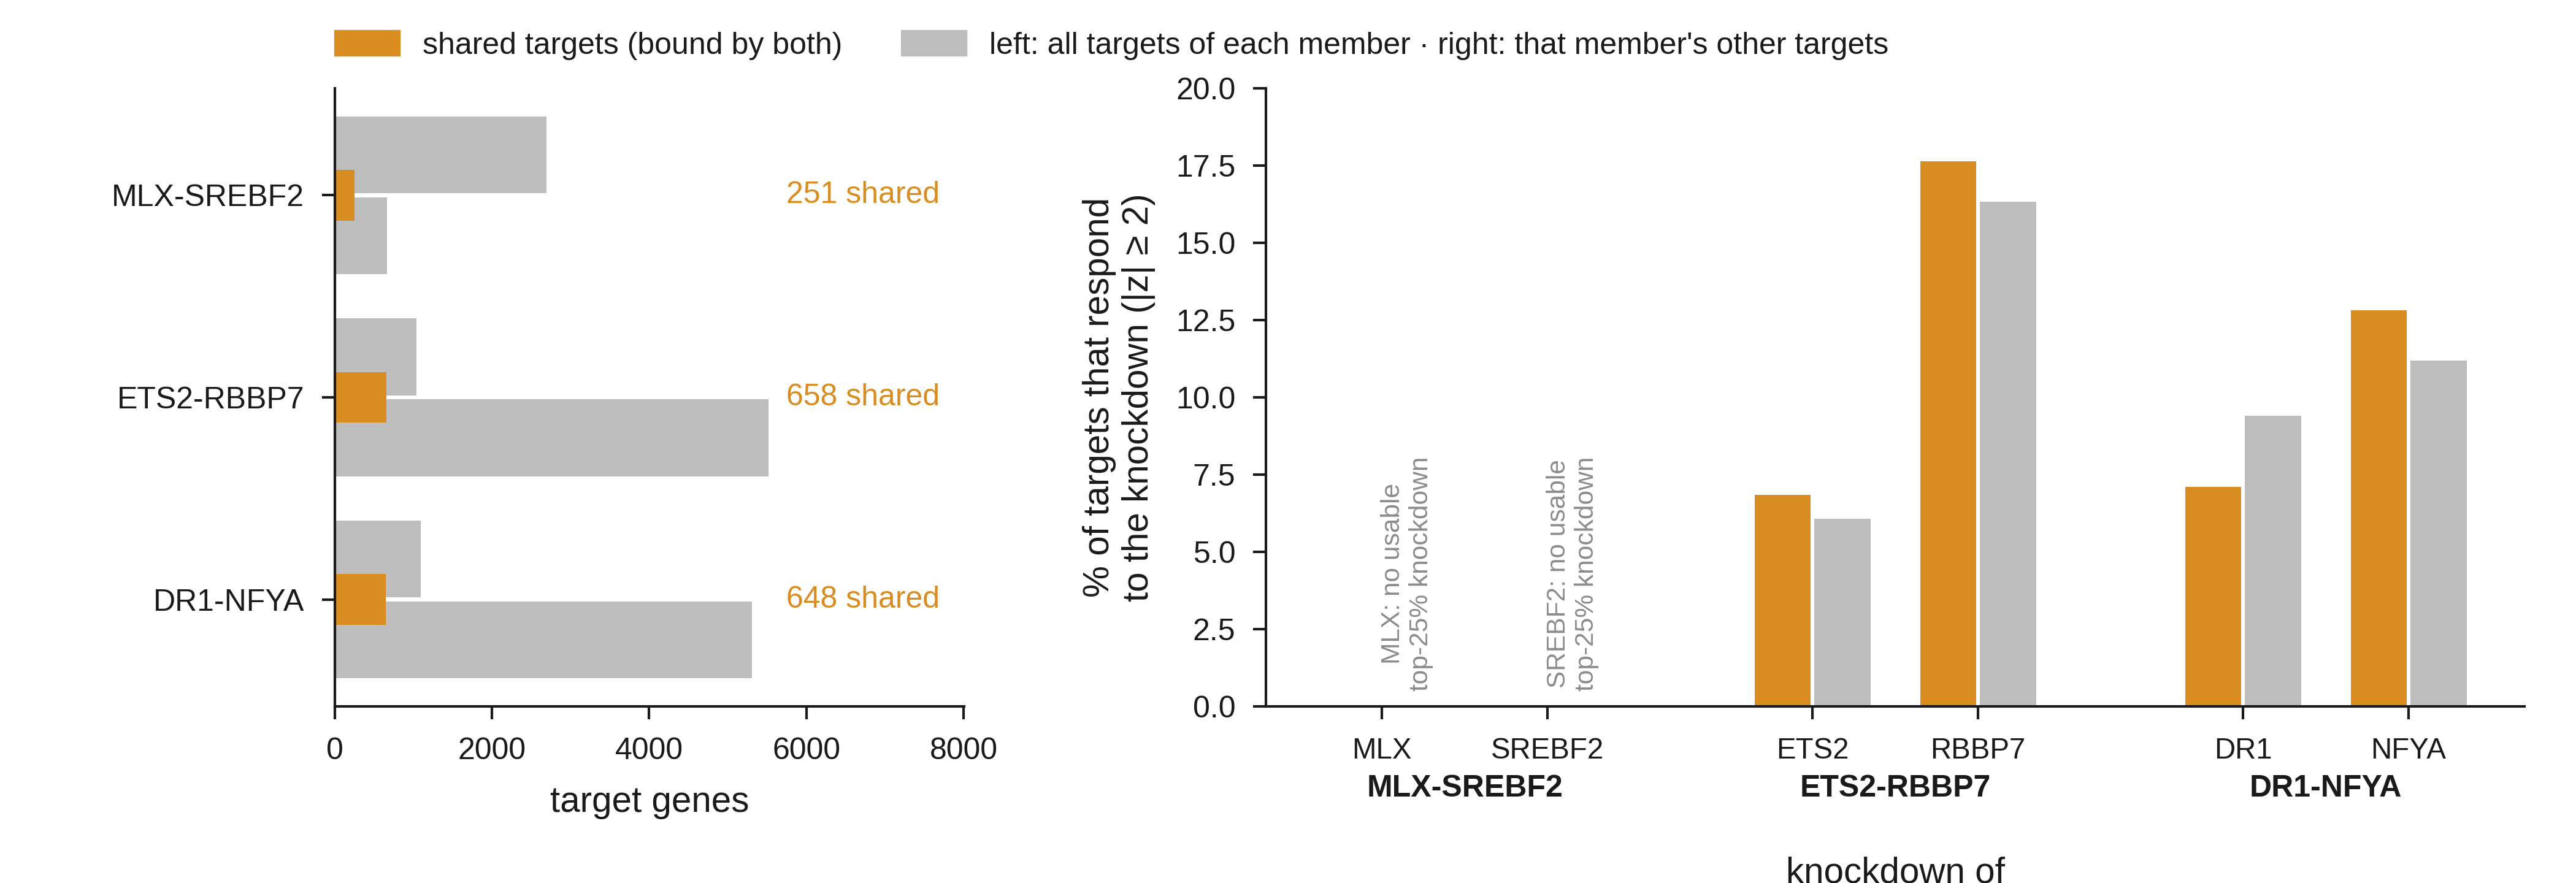 shared targets (bound by both)
left: all targets of each member · right: that member's other targets
MLX-SREBF2
ETS2-RBBP7
DR1-NFYA
251 shared
658 shared
648 shared
0
2000
4000
6000
8000
target genes
% of targets that respond
to the knockdown (|z| ≥ 2)
20.0
17.5
15.0
12.5
10.0
7.5
5.0
2.5
0.0
MLX: no usable
top-25% knockdown
SREBF2: no usable
top-25% knockdown
MLX
SREBF2
ETS2
RBBP7
DR1
NFYA
MLX-SREBF2
ETS2-RBBP7
DR1-NFYA
knockdown of